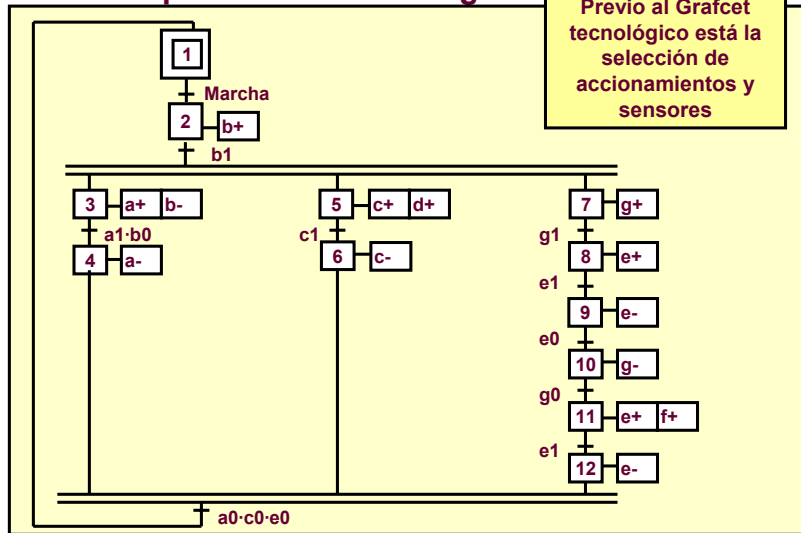 Previo al Grafcet
tecnológico está la
selección de
accionamientos y
sensores
1
Marcha
2 b+
b1
3 a+ b-
a1·b0
4 a-
5 c+ d+
c1
6 c-
7 g+
g1
8 e+
e1
9 e-
e0
10 g-
g0
11 e+ f+
e1
12 e-
a0·c0·e0